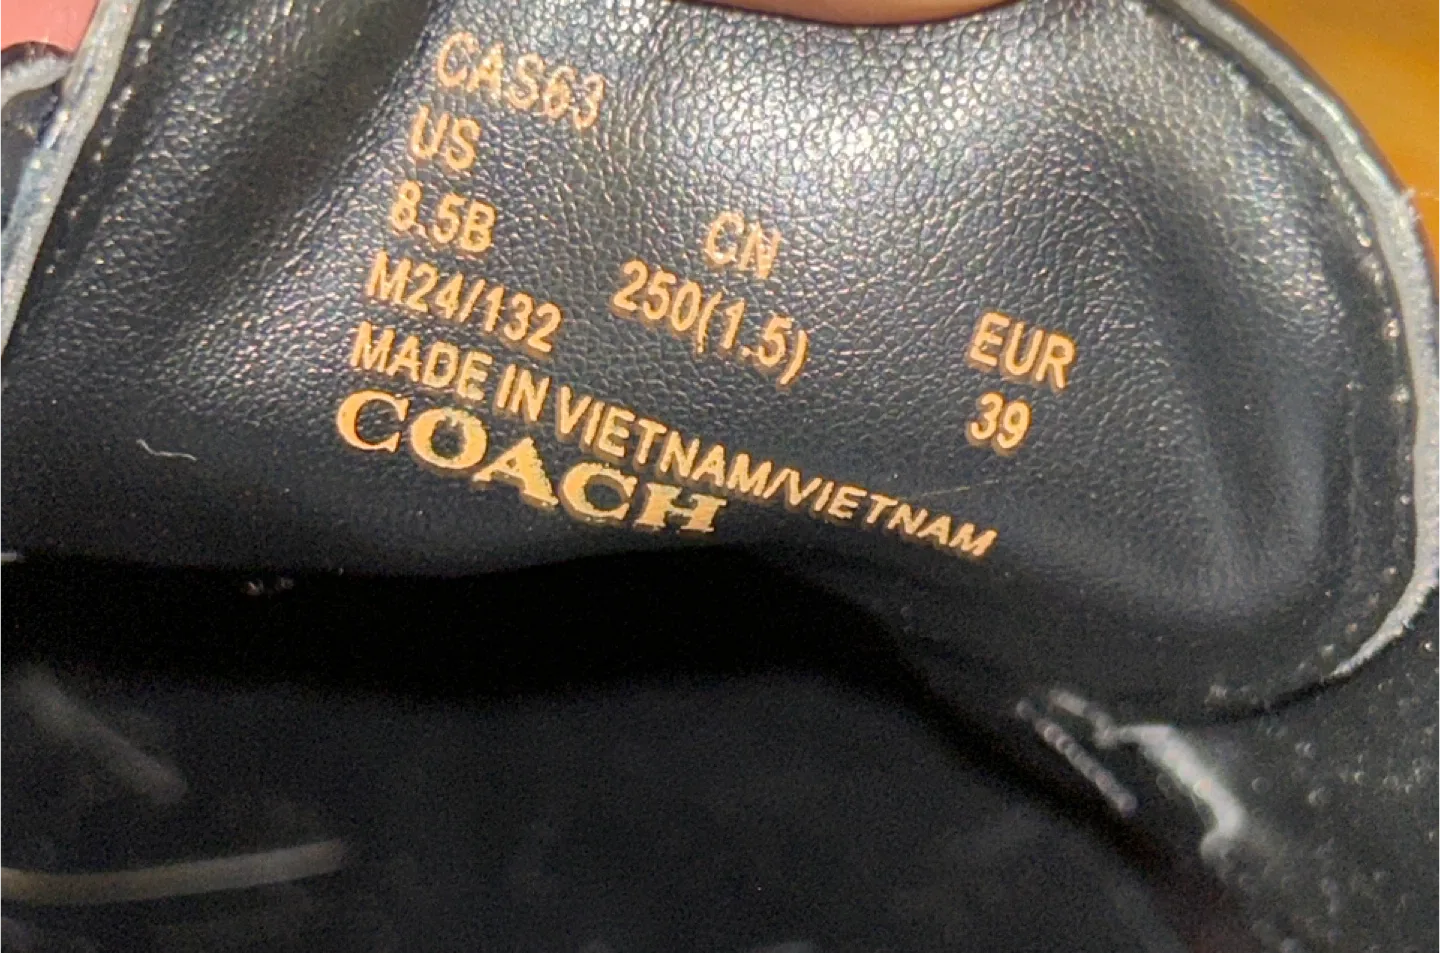 CAS63
US CN EUR
8.5B 250(1.5) 39
M24/132
MADE IN VIETNAM/VIETNAM
COACH